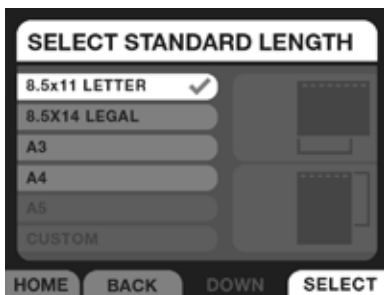 SELECT STANDARD LENGTH
8.5x11 LETTER
8.5X14 LEGAL
A3
A4
A5
CUSTOM
HOME BACK DOWN SELECT